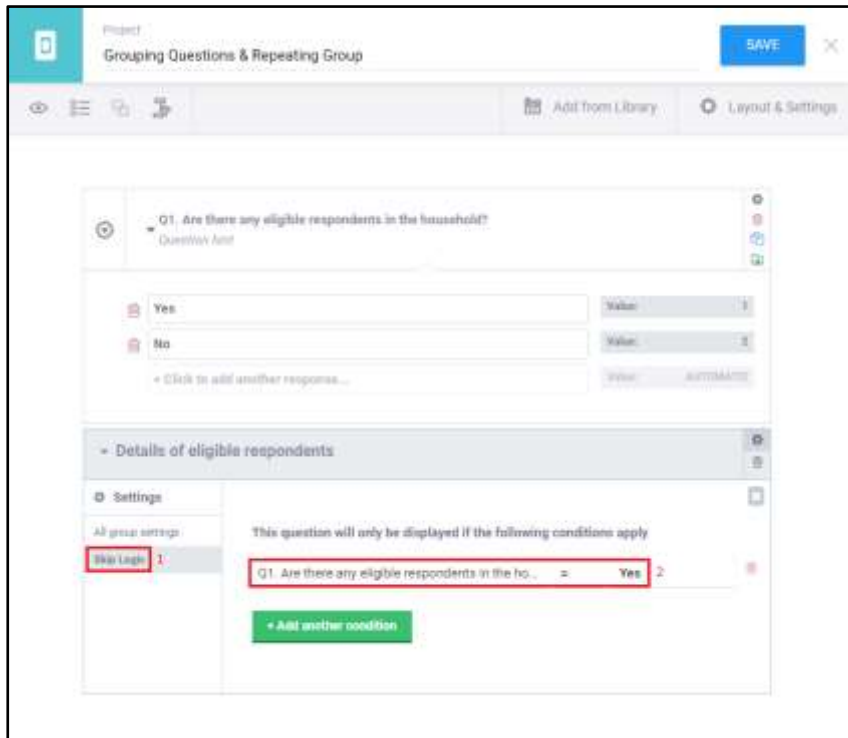 Project
Grouping Questions & Repeating Group
SAVE
Add from Library
Layout & Settings
Q1. Are there any eligible respondents in the household?
Question hint
Yes
Value: 1
No
Value: 2
+ Click to add another response...
Value: AUTOMATIC
Details of eligible respondents
Settings
All group settings
This question will only be displayed if the following conditions apply
Skip Logic 1
Q1. Are there any eligible respondents in the ho... = Yes 2
+ Add another condition